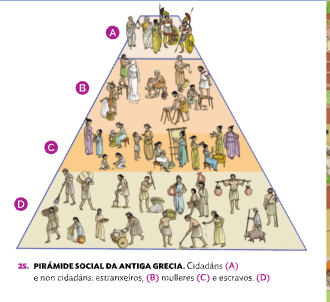 A
B
C
D
25. PIRÁMIDE SOCIAL DA ANTIGA GRECIA. Cidadáns (A)
e non cidadáns: estranxeiros, (B) mulleres (C) e escravos. (D)